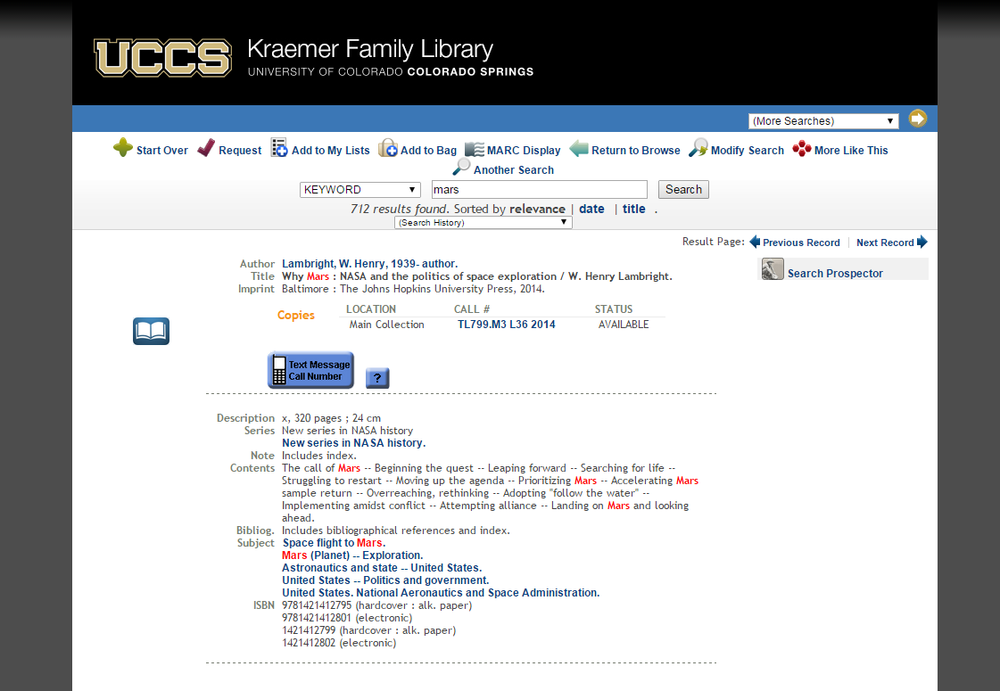 UCCS Kraemer Family Library
UNIVERSITY OF COLORADO COLORADO SPRINGS
(More Searches)
Start Over Request Add to My Lists Add to Bag MARC Display Return to Browse Modify Search More Like This
Another Search
KEYWORD mars Search
712 results found. Sorted by relevance | date | title .
(Search History)
Result Page: Previous Record | Next Record
Search Prospector
Author Lambright, W. Henry, 1939- author.
Title Why Mars : NASA and the politics of space exploration / W. Henry Lambright.
Imprint Baltimore : The Johns Hopkins University Press, 2014.
Copies
LOCATION CALL # STATUS
Main Collection TL799.M3 L36 2014 AVAILABLE
Text Message
Call Number ?
Description x, 320 pages ; 24 cm
Series New series in NASA history
New series in NASA history.
Note Includes index.
Contents The call of Mars -- Beginning the quest -- Leaping forward -- Searching for life --
Struggling to restart -- Moving up the agenda -- Prioritizing Mars -- Accelerating Mars
sample return -- Overreaching, rethinking -- Adopting "follow the water" --
Implementing amidst conflict -- Attempting alliance -- Landing on Mars and looking
ahead.
Bibliog. Includes bibliographical references and index.
Subject Space flight to Mars.
Mars (Planet) -- Exploration.
Astronautics and state -- United States.
United States -- Politics and government.
United States. National Aeronautics and Space Administration.
ISBN 9781421412795 (hardcover : alk. paper)
9781421412801 (electronic)
1421412799 (hardcover : alk. paper)
1421412802 (electronic)